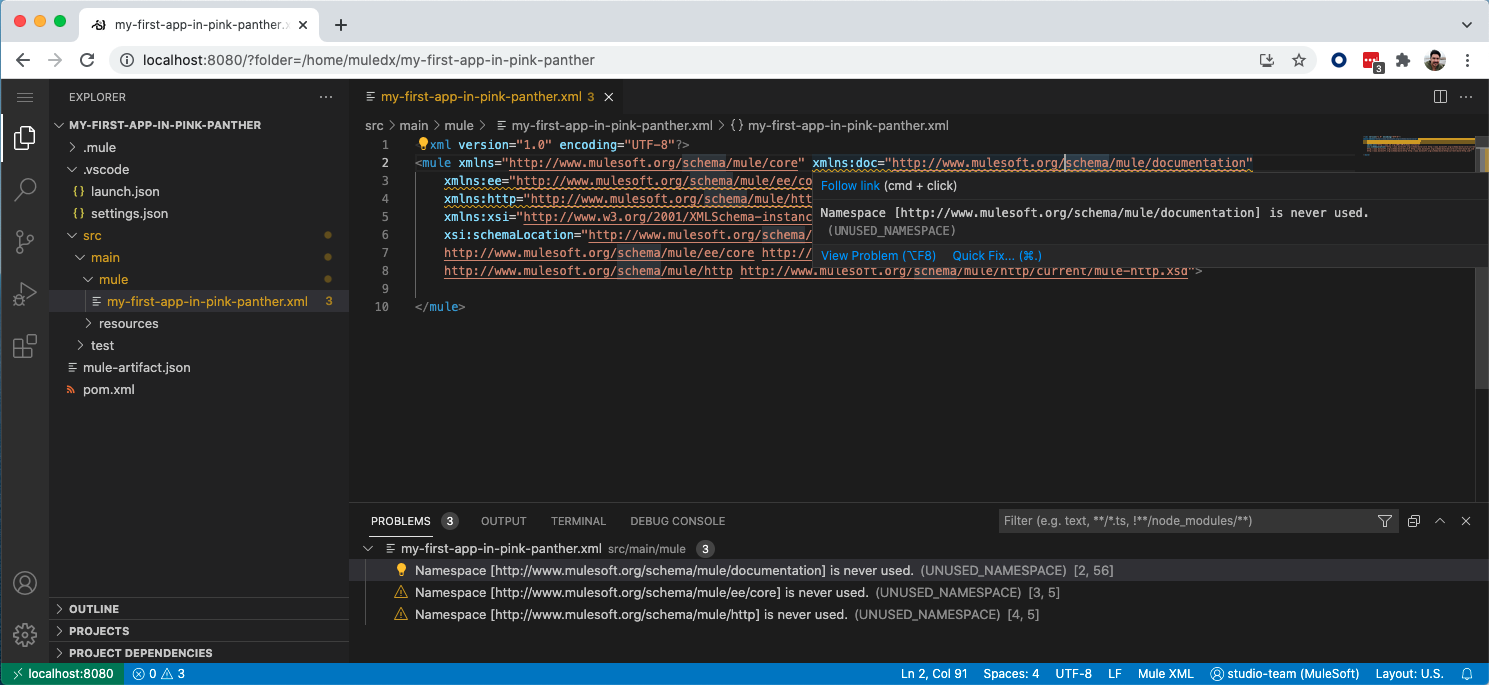 my-first-app-in-pink-panther.x
localhost:8080/?folder=/home/muledx/my-first-app-in-pink-panther
3
EXPLORER
MY-FIRST-APP-IN-PINK-PANTHER
.mule
.vscode
{} launch.json
{} settings.json
src
main
mule
my-first-app-in-pink-panther.xml 3
resources
test
mule-artifact.json
pom.xml
OUTLINE
PROJECTS
PROJECT DEPENDENCIES
my-first-app-in-pink-panther.xml 3
src > main > mule > my-first-app-in-pink-panther.xml > {} my-first-app-in-pink-panther.xml
1 xml version="1.0" encoding="UTF-8"?>
2 <mule xmlns="http://www.mulesoft.org/schema/mule/core" xmlns:doc="http://www.mulesoft.org/schema/mule/documentation"
3 xmlns:ee="http://www.mulesoft.org/schema/mule/ee/co
4 xmlns:http="http://www.mulesoft.org/schema/mule/htt
5 xmlns:xsi="http://www.w3.org/2001/XMLSchema-instanc
6 xsi:schemaLocation="http://www.mulesoft.org/schema/
7 http://www.mulesoft.org/schema/mule/ee/core http://
8 http://www.mulesoft.org/schema/mule/http http://www.mulesoft.org/schema/mule/http/current/mule-http.xsd">
9
10 </mule>
Follow link (cmd + click)
Namespace [http://www.mulesoft.org/schema/mule/documentation] is never used.
(UNUSED_NAMESPACE)
View Problem (⌥F8) Quick Fix... (⌘.)
PROBLEMS 3 OUTPUT TERMINAL DEBUG CONSOLE
Filter (e.g. text, **/*.ts, !**/node_modules/**)
my-first-app-in-pink-panther.xml src/main/mule 3
Namespace [http://www.mulesoft.org/schema/mule/documentation] is never used. (UNUSED_NAMESPACE) [2, 56]
Namespace [http://www.mulesoft.org/schema/mule/ee/core] is never used. (UNUSED_NAMESPACE) [3, 5]
Namespace [http://www.mulesoft.org/schema/mule/http] is never used. (UNUSED_NAMESPACE) [4, 5]
localhost:8080 0 3 Ln 2, Col 91 Spaces: 4 UTF-8 LF Mule XML studio-team (MuleSoft) Layout: U.S.